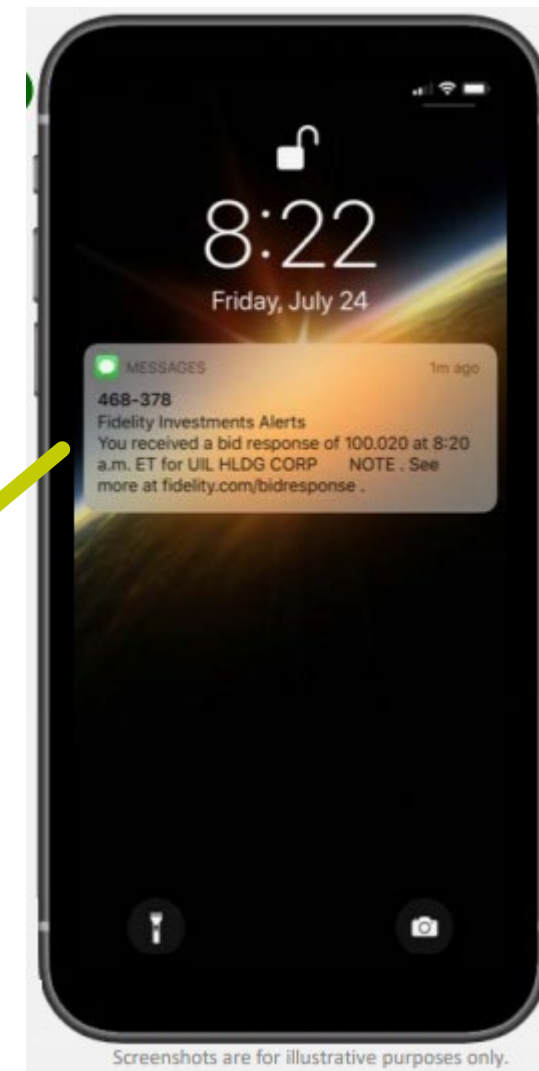 8:22
Friday, July 24
MESSAGES 1m ago
468-378
Fidelity Investments Alerts
You received a bid response of 100.020 at 8:20
a.m. ET for UIL HLDG CORP NOTE . See
more at fidelity.com/bidresponse .
Screenshots are for illustrative purposes only.